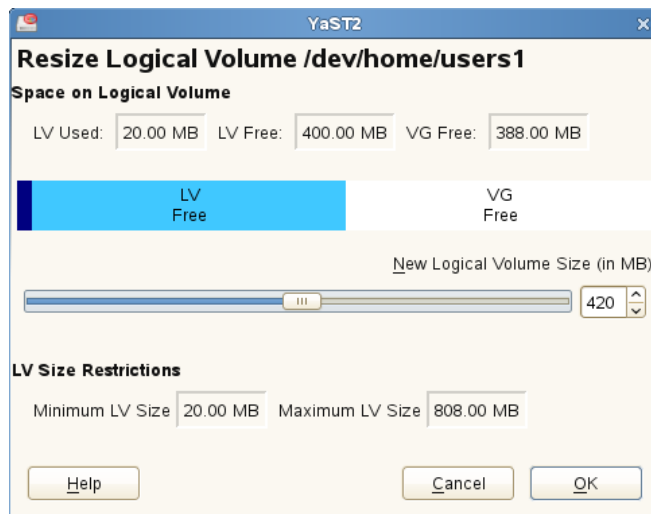 YaST2
Resize Logical Volume /dev/home/users1
Space on Logical Volume
LV Used: 20.00 MB LV Free: 400.00 MB VG Free: 388.00 MB
LV VG
Free Free
New Logical Volume Size (in MB)
420
LV Size Restrictions
Minimum LV Size 20.00 MB Maximum LV Size 808.00 MB
Help Cancel OK